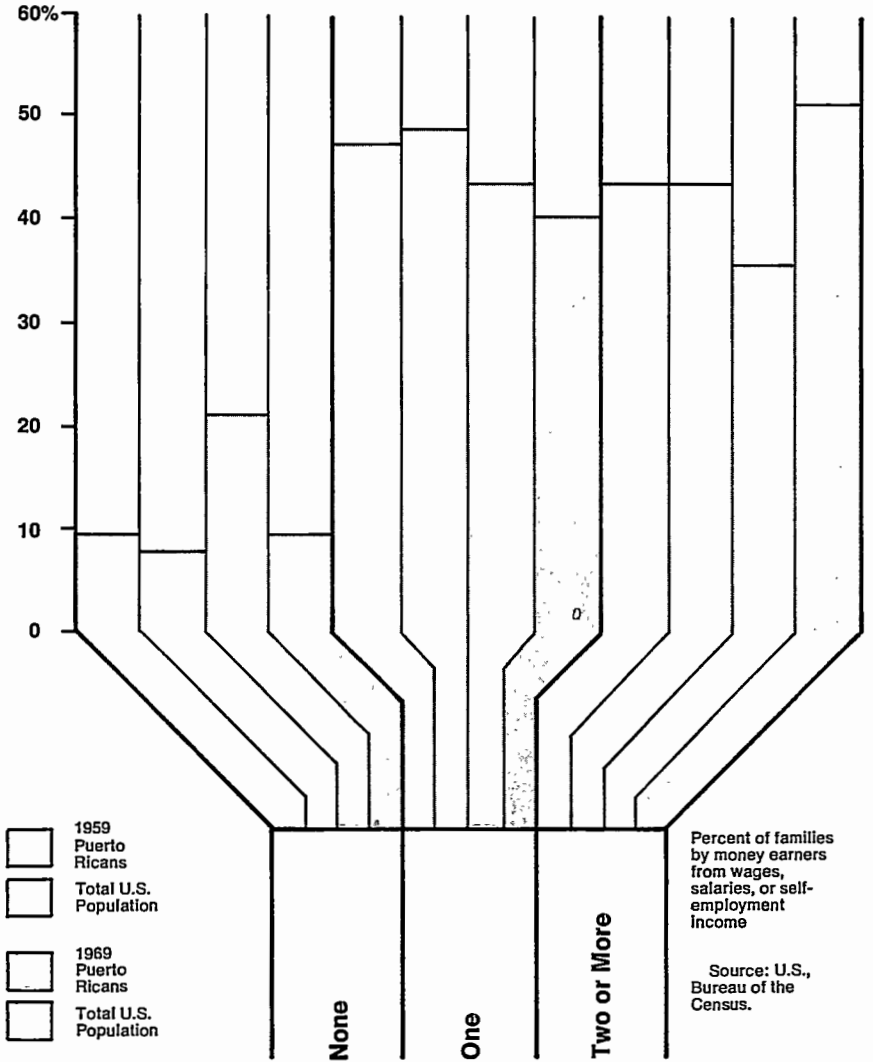 60%
50
40
30
20
10
0
1959
Puerto
Ricans
Total U.S.
Population
1969
Puerto
Ricans
Total U.S.
Population
None
One
Two or More
Percent of families
by money earners
from wages,
salaries, or self-
employment
income
Source: U.S.,
Bureau of the
Census.